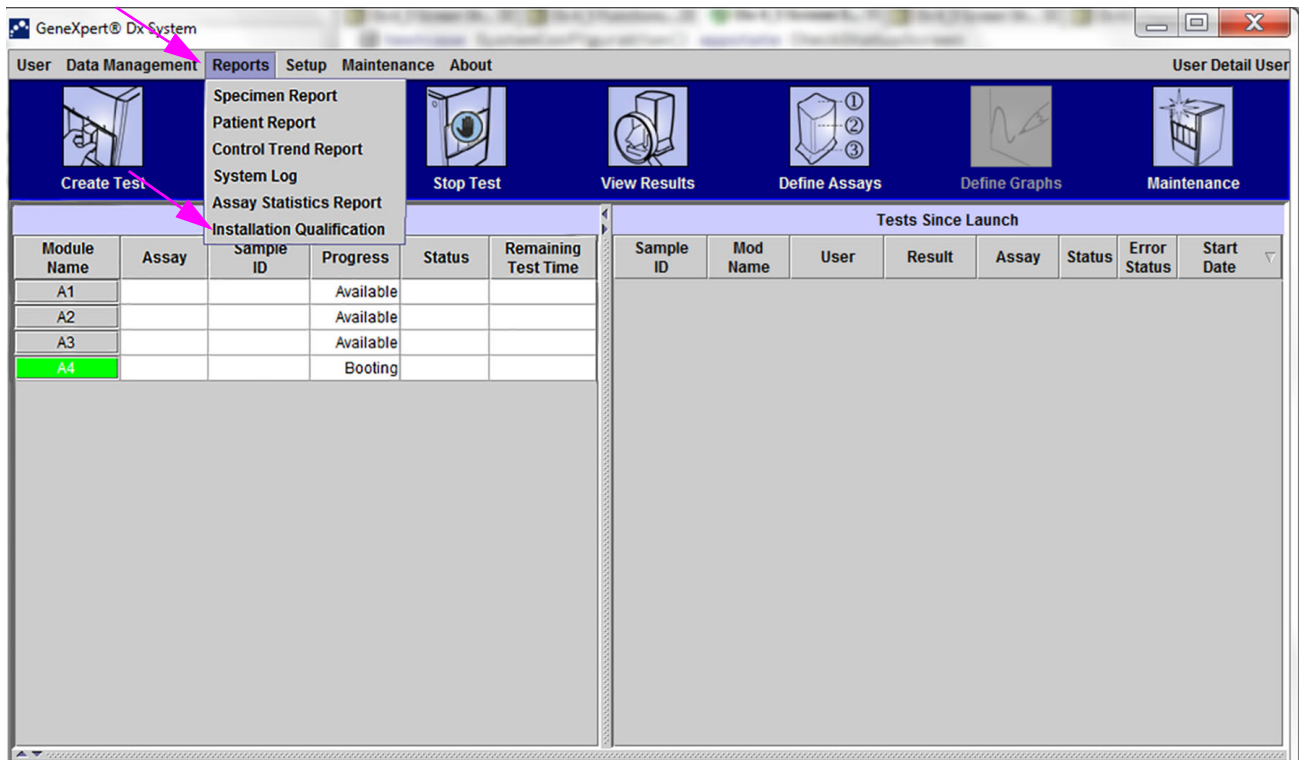 GeneXpert® Dx System
User Data Management Reports Setup Maintenance About User Detail User
Specimen Report
Patient Report
Control Trend Report
System Log
Assay Statistics Report
Installation Qualification
Create Test
Stop Test
View Results
①
②
③
Define Assays
Define Graphs
Maintenance
Module Name
Assay
Sample ID
Progress
Status
Remaining Test Time
A1 Available
A2 Available
A3 Available
A4 Booting
Tests Since Launch
Sample ID
Mod Name
User
Result
Assay
Status
Error Status
Start Date